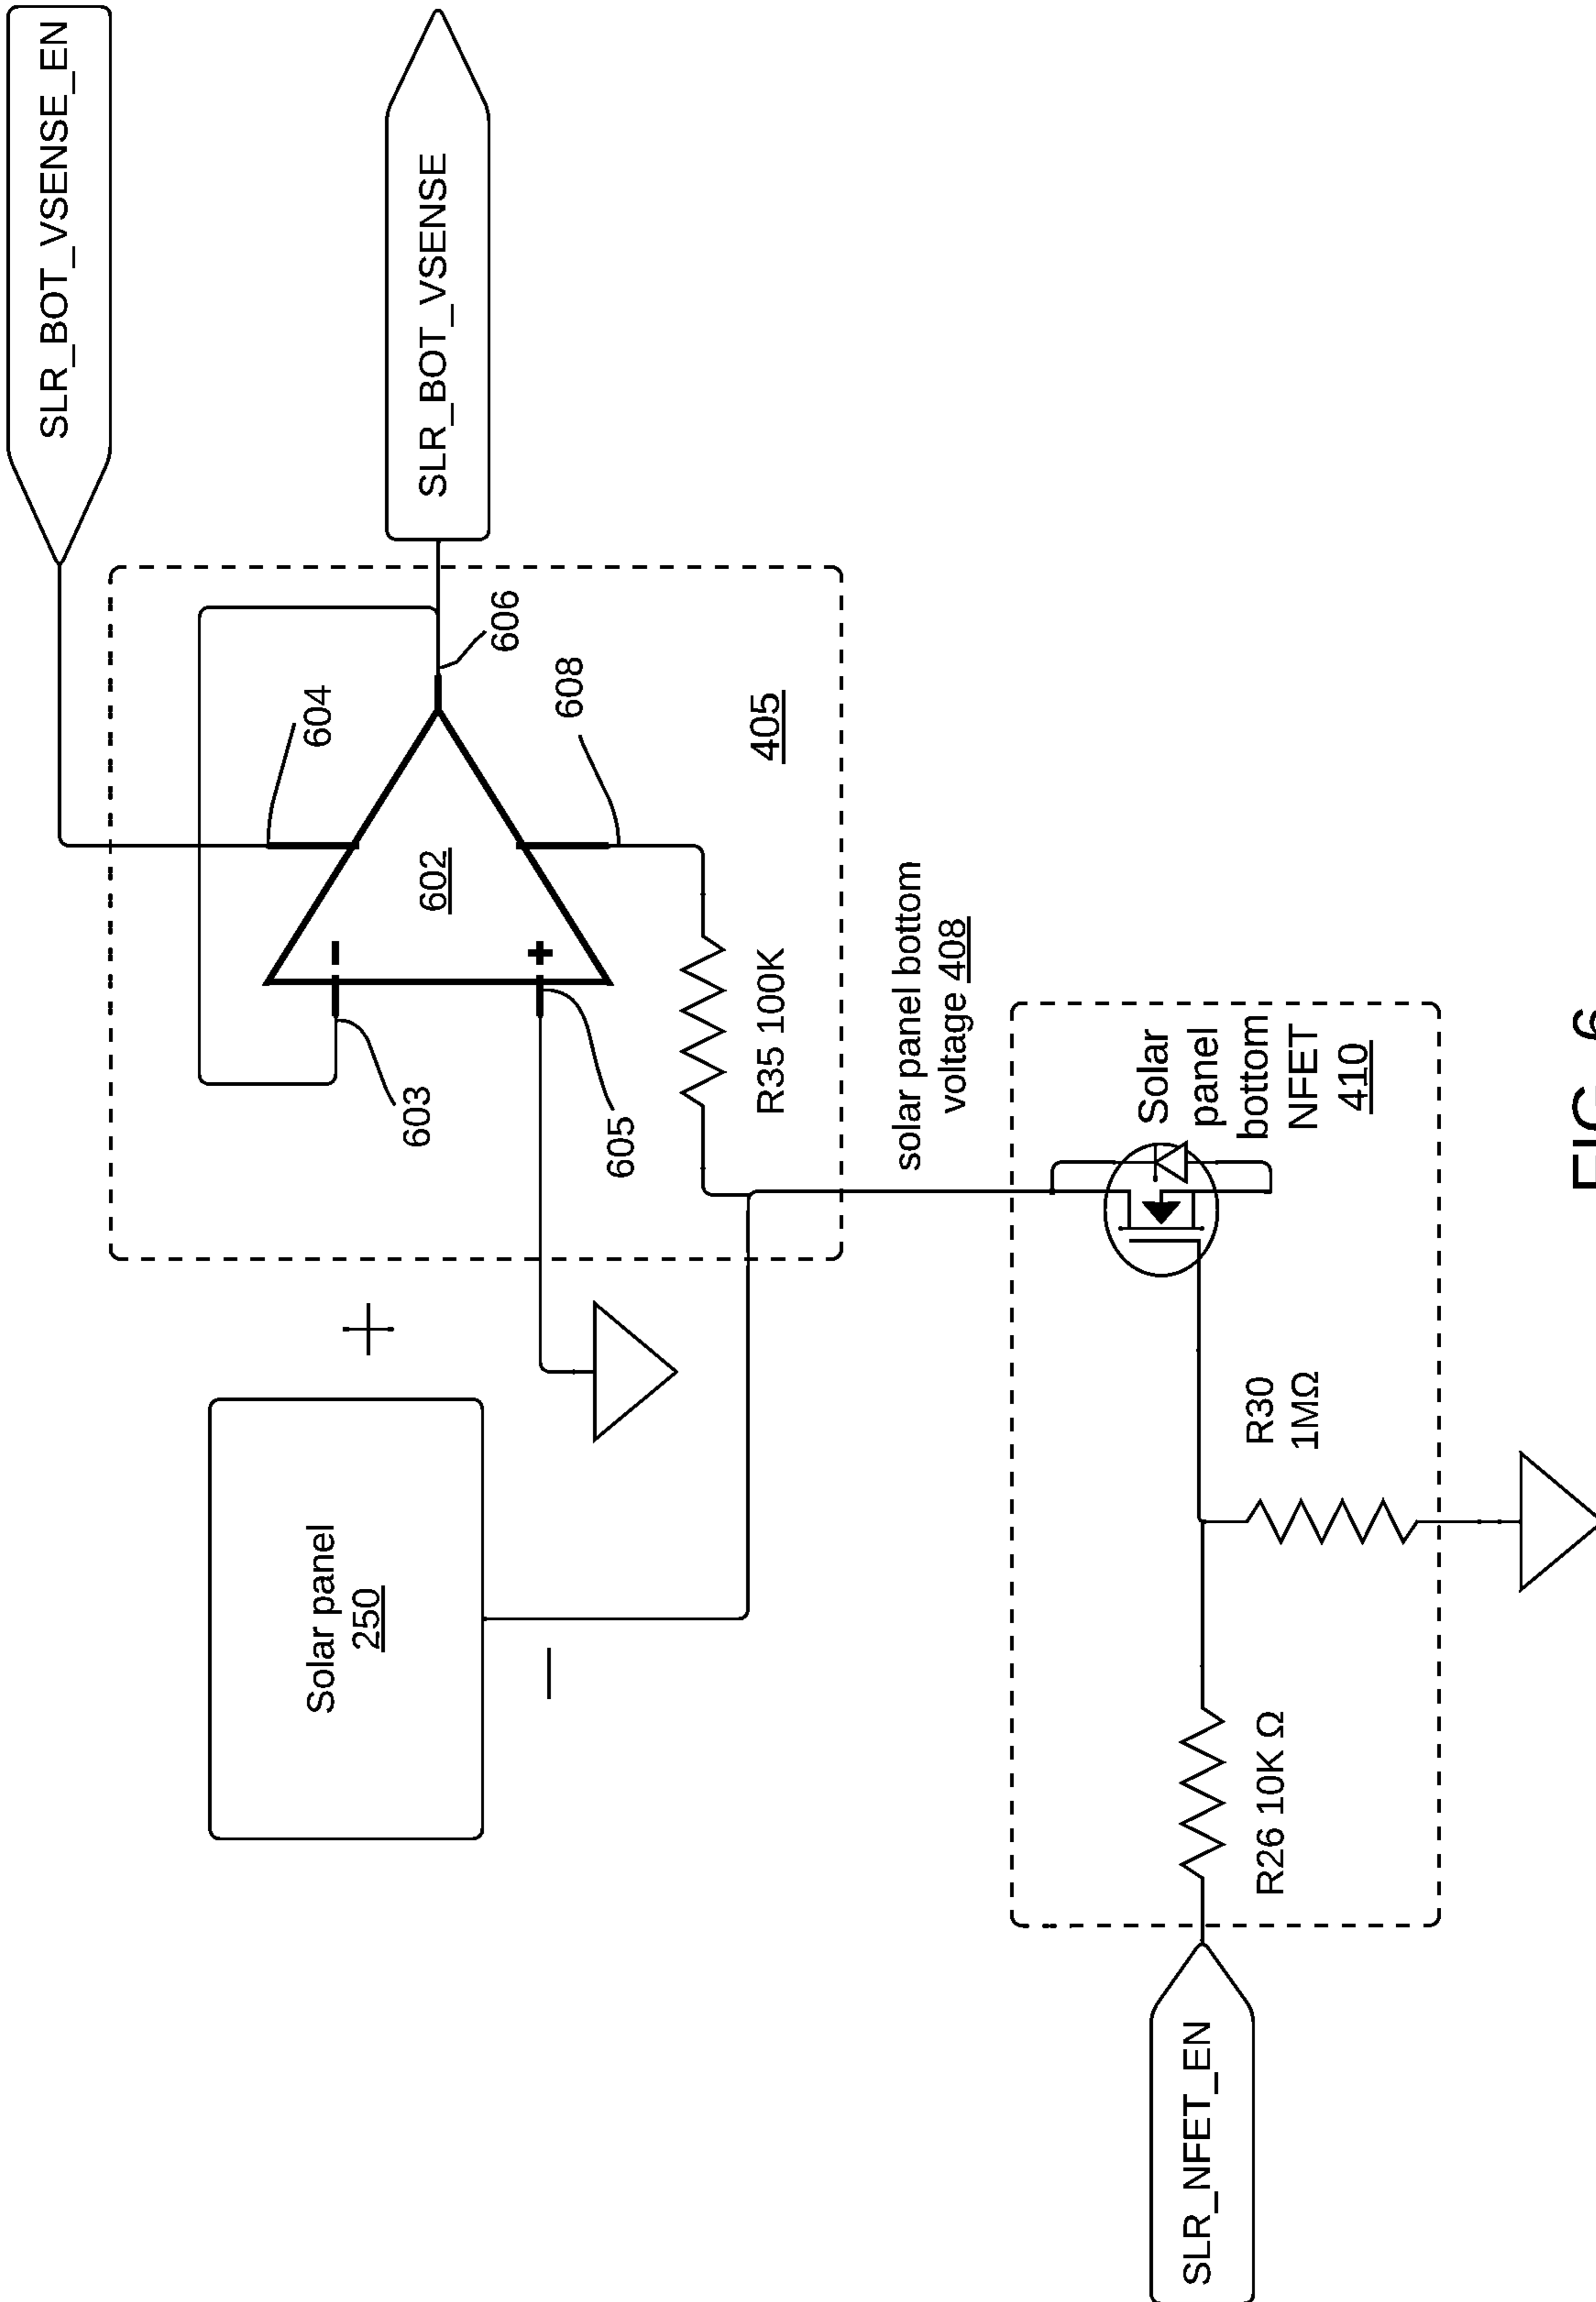 SLR_BOT_VSENSE_EN
SLR_BOT_VSENSE
604
606
602
608
405
603
605
R35 100K
Solar panel
250
solar panel bottom
voltage 408
Solar
panel
bottom
NFET
410
R30
1MΩ
R26 10K Ω
SLR_NFET_EN